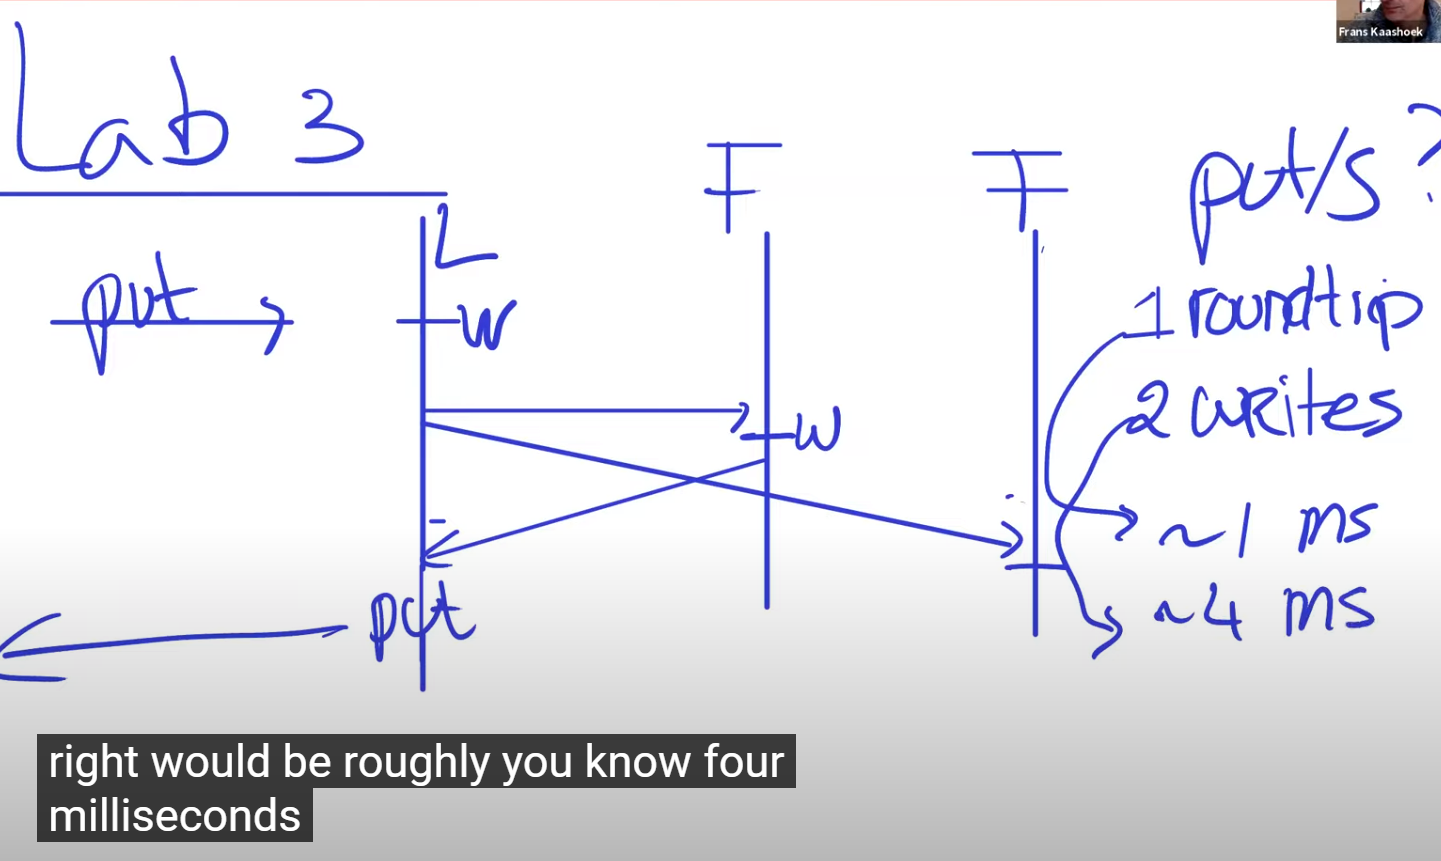 Frans Kaashoek
Lab 3
put
L
W
F
W
F
put/s?
1 roundtrip
2 writes
~1 ms
~4 ms
put
right would be roughly you know four
milliseconds